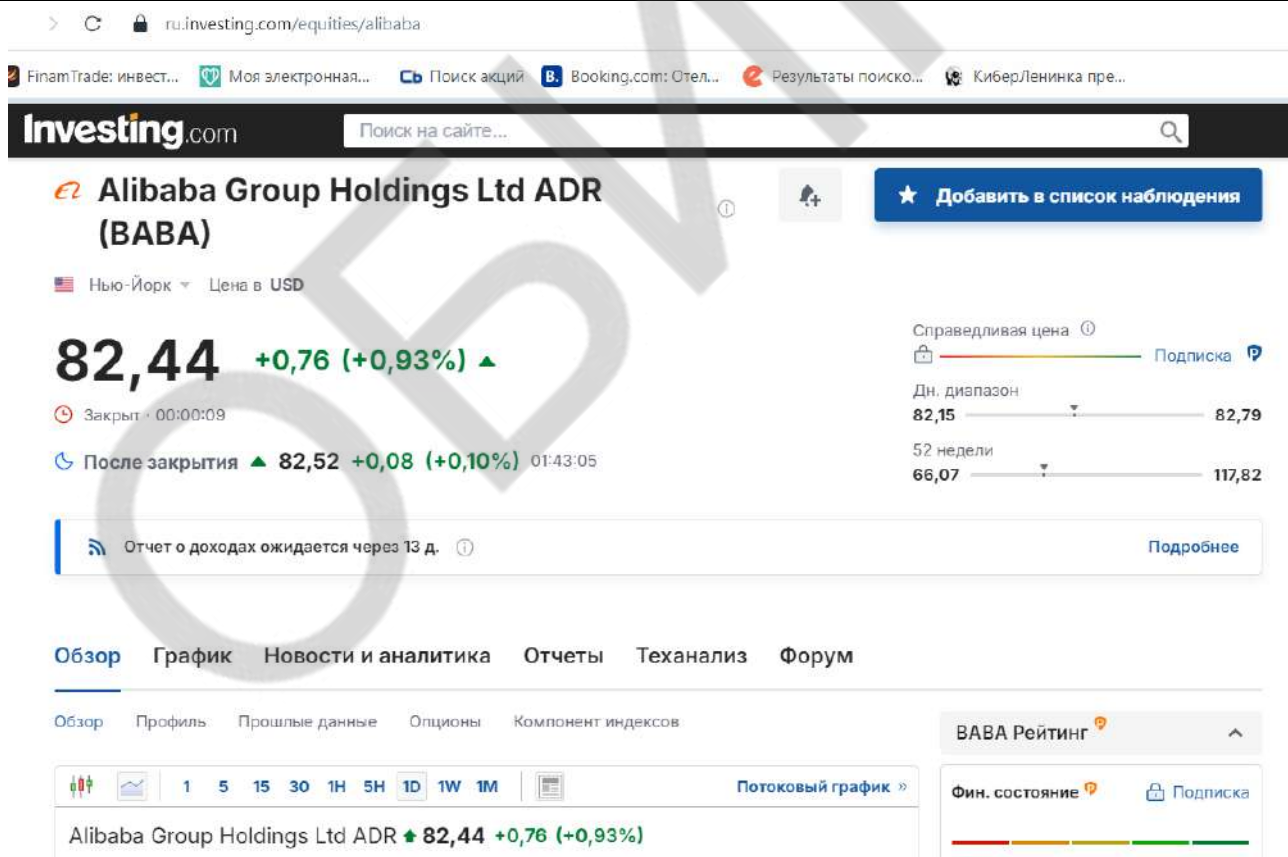 ru.investing.com/equities/alibaba
FinamTrade: инвест... Моя электронная... Сь Поиск акций B. Booking.com: Отел... Результаты поиско... КиберЛенинка пре...
Investing.com Поиск на сайте...
Alibaba Group Holdings Ltd ADR
(BABA)
Добавить в список наблюдения
Нью-Йорк Цена в USD
82,44 +0,76 (+0,93%)
Закрыт · 00:00:09
После закрытия 82,52 +0,08 (+0,10%) 01:43:05
Справедливая цена
Подписка
Дн. диапазон
82,15 82,79
52 недели
66,07 117,82
Отчет о доходах ожидается через 13 д. Подробнее
Обзор График Новости и аналитика Отчеты Теханализ Форум
Обзор Профиль Прошлые данные Опционы Компонент индексов
BABA Рейтинг
1 5 15 30 1H 5H 1D 1W 1M Потоковый график »
Фин. состояние Подписка
Alibaba Group Holdings Ltd ADR 82,44 +0,76 (+0,93%)